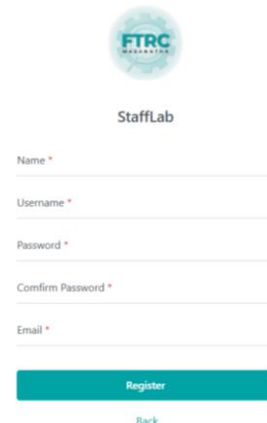 FTRC
StaffLab
Name *
Username *
Password *
Comfirm Password *
Email *
Register
Back